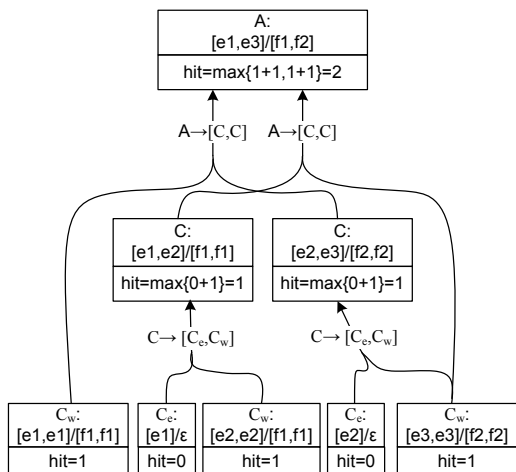 A:
[e1,e3]/[f1,f2]
hit=max{1+1,1+1}=2
A→[C,C] A→[C,C]
C:
[e1,e2]/[f1,f1]
hit=max{0+1}=1
C:
[e2,e3]/[f2,f2]
hit=max{0+1}=1
C→ [Ce,Cw]
C→ [Ce,Cw]
Cw:
[e1,e1]/[f1,f1]
hit=1
Ce:
[e1]/ε
hit=0
Cw:
[e2,e2]/[f1,f1]
hit=1
Ce:
[e2]/ε
hit=0
Cw:
[e3,e3]/[f2,f2]
hit=1